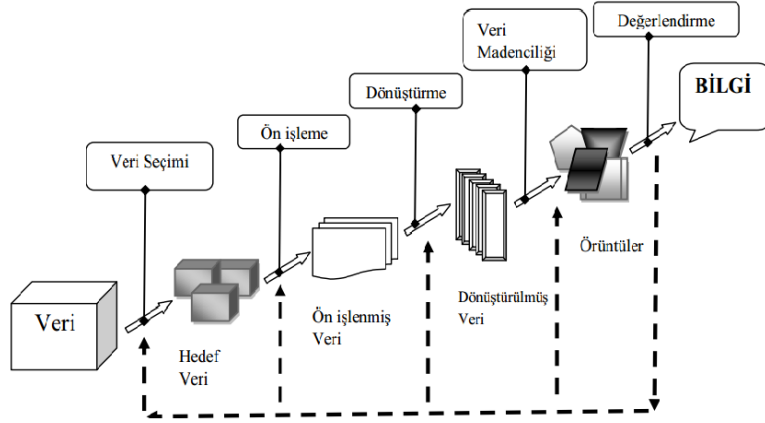 Değerlendirme
Veri
Madenciliği
BİLGİ
Dönüştürme
Ön işleme
Veri Seçimi
Örüntüler
Dönüştürülmüş
Veri
Ön işlenmiş
Veri
Veri
Hedef
Veri